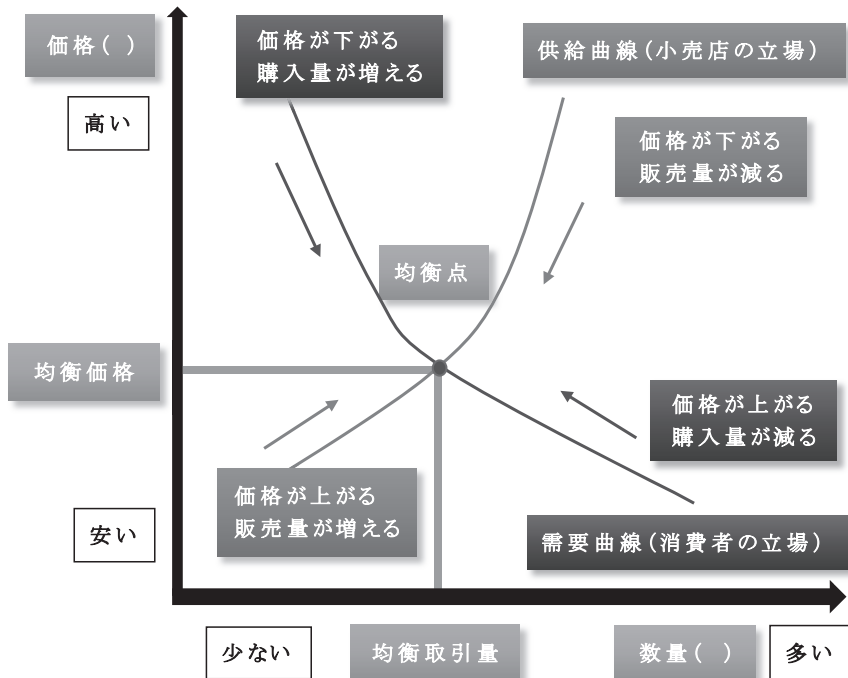 価格( )
価格が下がる
購入量が増える
供給曲線(小売店の立場)
高い
価格が下がる
販売量が減る
均衡点
均衡価格
価格が上がる
購入量が減る
価格が上がる
販売量が増える
安い
需要曲線(消費者の立場)
少ない
均衡取引量
数量( )
多い